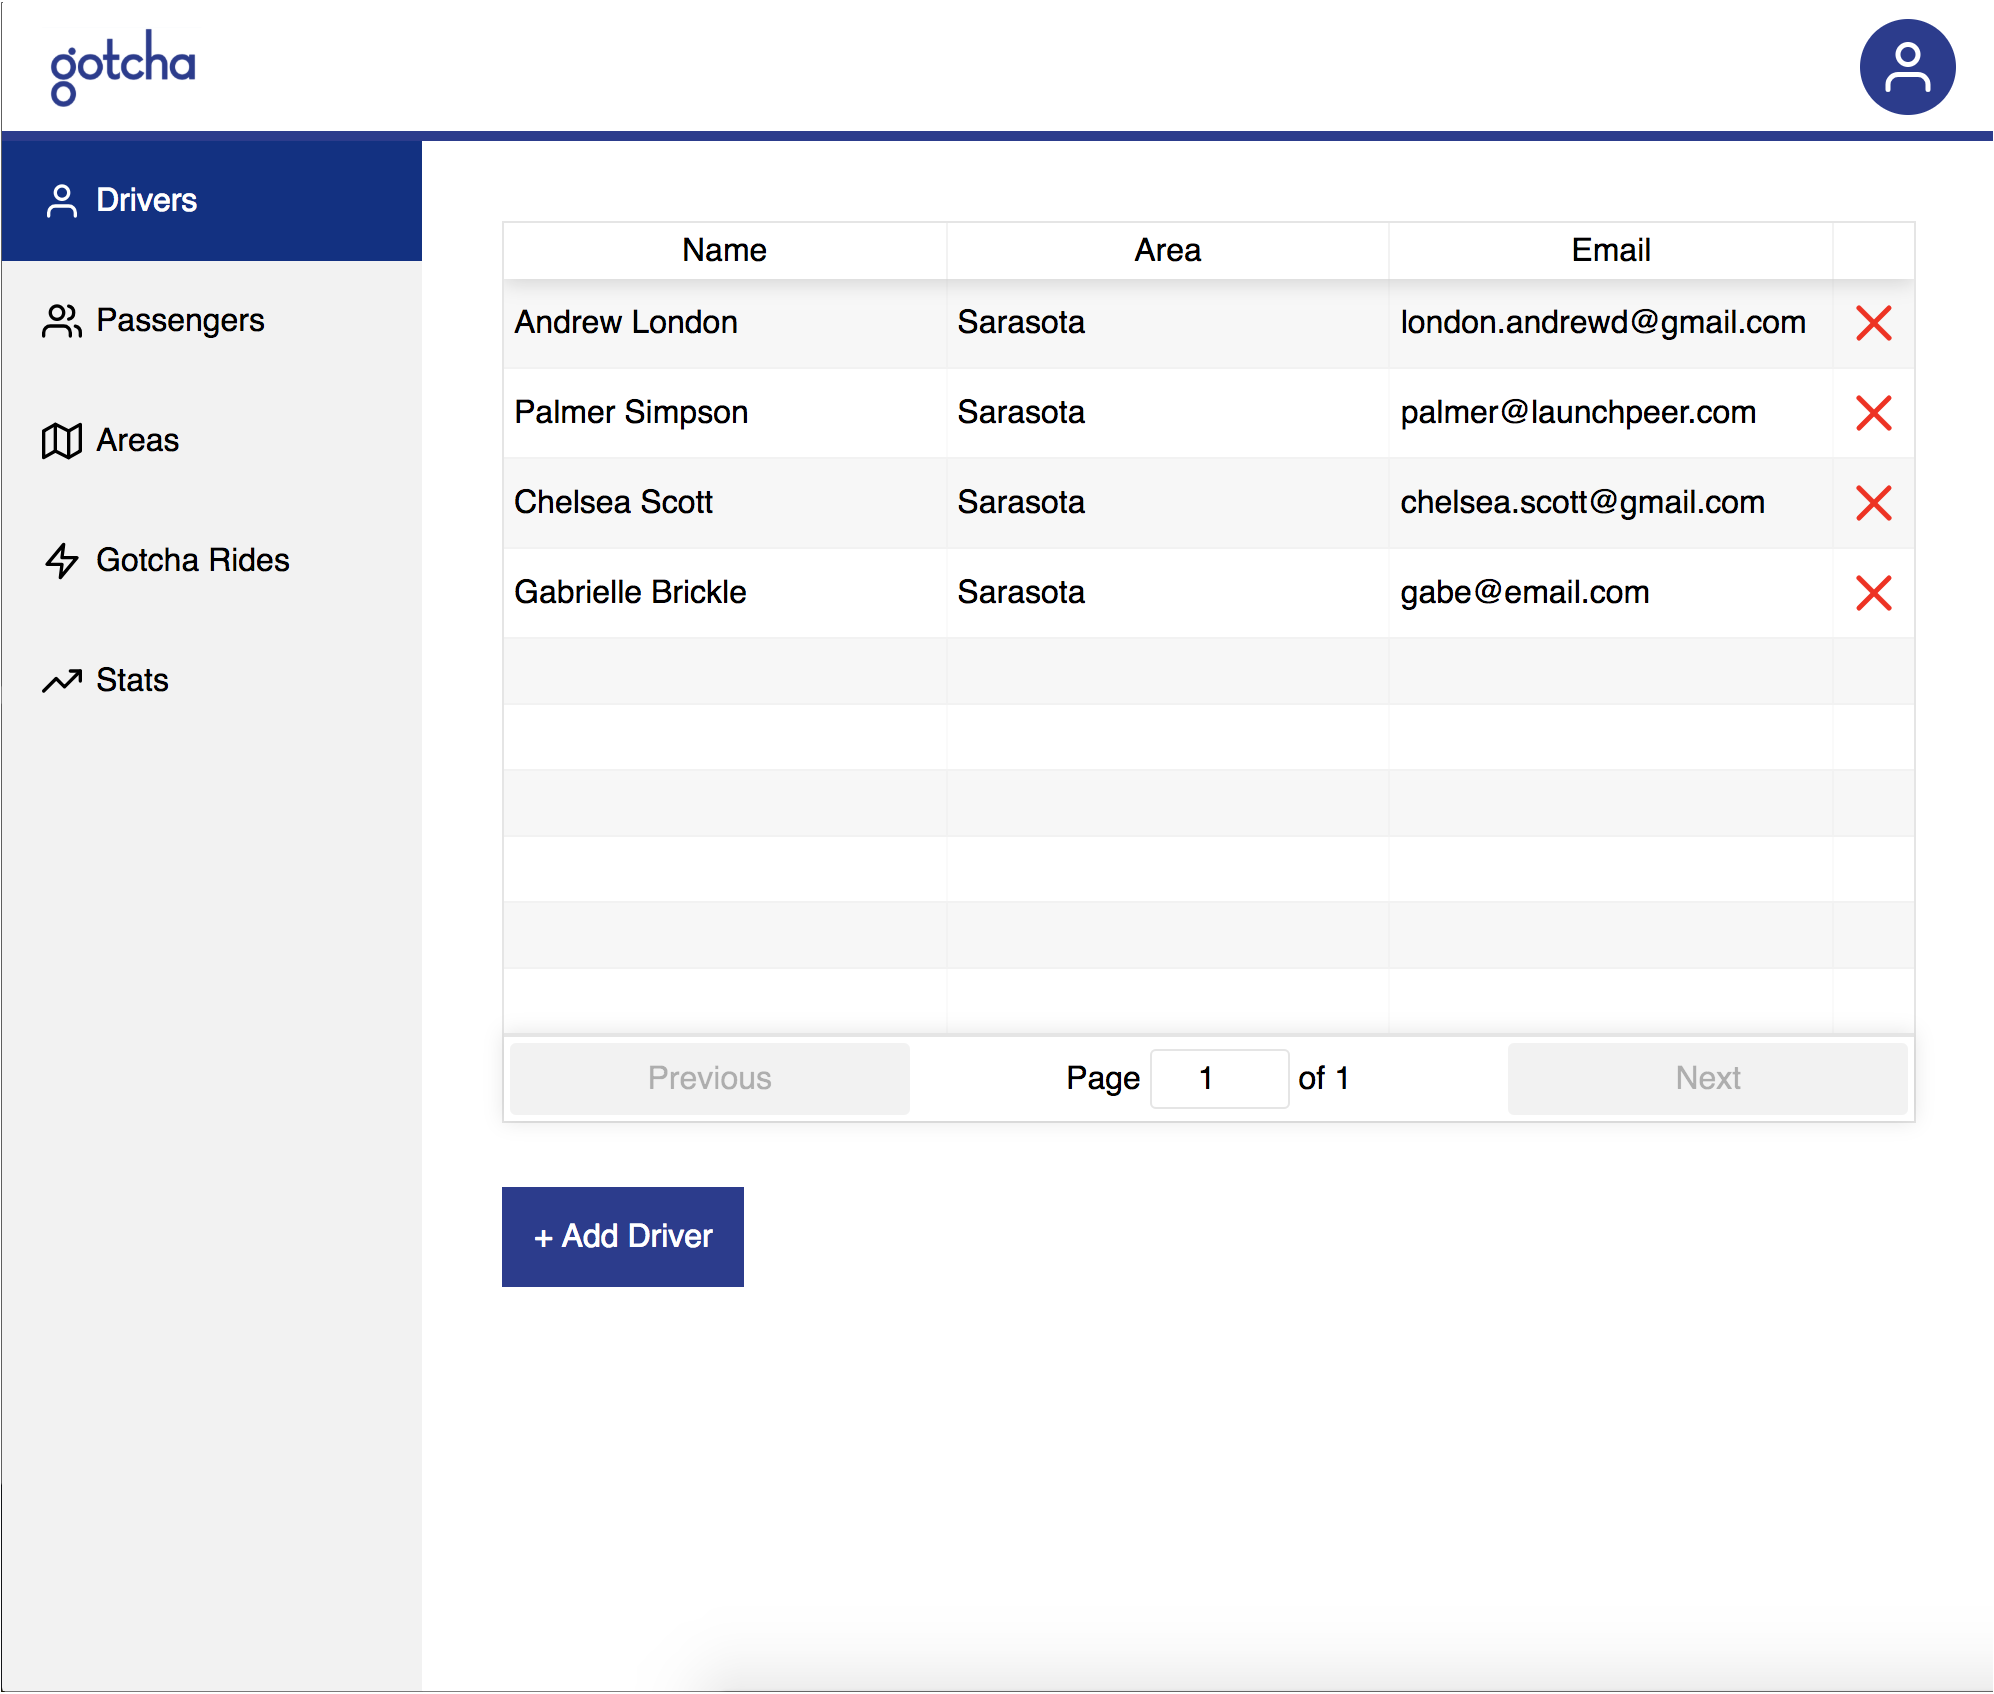 gotcha
Drivers
Passengers
Areas
Gotcha Rides
Stats
Name Area Email
Andrew London Sarasota london.andrewd@gmail.com
Palmer Simpson Sarasota palmer@launchpeer.com
Chelsea Scott Sarasota chelsea.scott@gmail.com
Gabrielle Brickle Sarasota gabe@email.com
Previous Page 1 of 1 Next
+ Add Driver